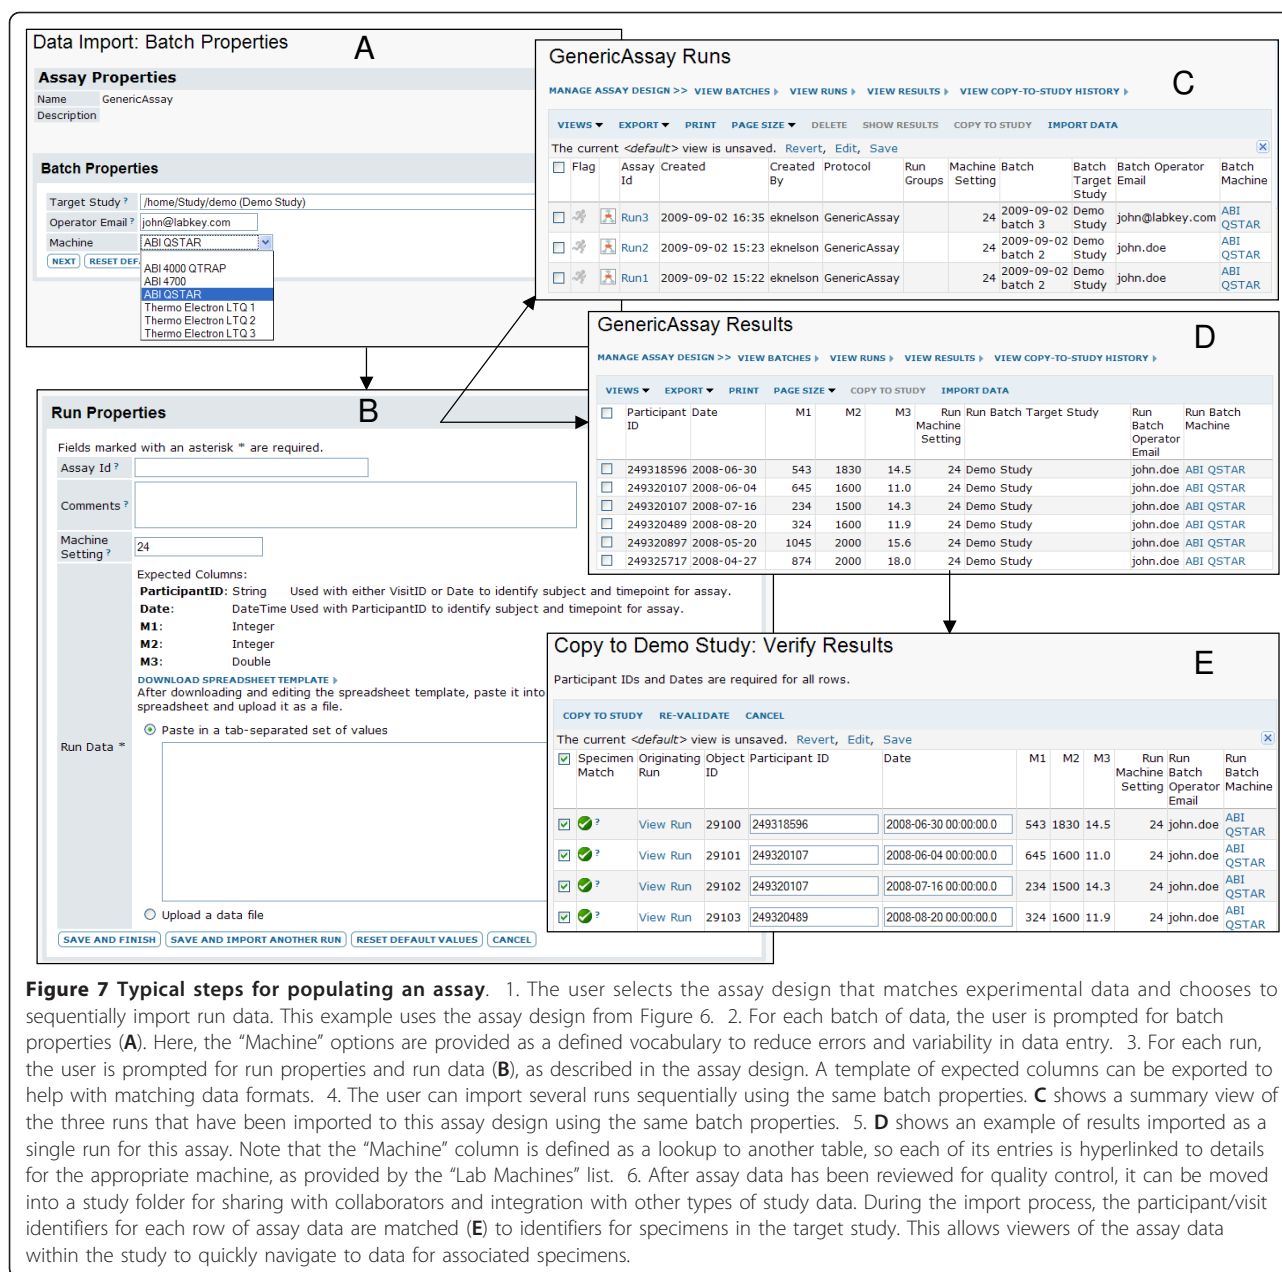 Data Import: Batch Properties
A
Assay Properties
Name GenericAssay
Description
Batch Properties
Target Study ? /home/Study/demo (Demo Study)
Operator Email ? john@labkey.com
Machine ABI QSTAR
NEXT RESET DEF
ABI 4000 QTRAP
ABI 4700
ABI QSTAR
Thermo Electron LTQ 1
Thermo Electron LTQ 2
Thermo Electron LTQ 3
B
Run Properties
Fields marked with an asterisk * are required.
Assay Id ?
Comments ?
Machine
Setting ? 24
Expected Columns:
ParticipantID: String Used with either VisitID or Date to identify subject and timepoint for assay.
Date: DateTime Used with ParticipantID to identify subject and timepoint for assay.
M1: Integer
M2: Integer
M3: Double
DOWNLOAD SPREADSHEET TEMPLATE
After downloading and editing the spreadsheet template, paste it into
spreadsheet and upload it as a file.
Paste in a tab-separated set of values
Run Data *
Upload a data file
SAVE AND FINISH SAVE AND IMPORT ANOTHER RUN RESET DEFAULT VALUES CANCEL
GenericAssay Runs
C
MANAGE ASSAY DESIGN >> VIEW BATCHES VIEW RUNS VIEW RESULTS VIEW COPY-TO-STUDY HISTORY
VIEWS EXPORT PRINT PAGE SIZE DELETE SHOW RESULTS COPY TO STUDY IMPORT DATA
The current <default> view is unsaved. Revert, Edit, Save
Flag Assay Created Created Protocol Run Machine Batch Batch Batch Operator Batch
Id By Groups Setting Target Email Machine
Study
Run3 2009-09-02 16:35 eknelson GenericAssay 24 2009-09-02 batch 3 Demo Study john@labkey.com ABI QSTAR
Run2 2009-09-02 15:23 eknelson GenericAssay 24 2009-09-02 batch 2 Demo Study john.doe ABI QSTAR
Run1 2009-09-02 15:22 eknelson GenericAssay 24 2009-09-02 batch 2 Demo Study john.doe ABI QSTAR
GenericAssay Results
D
MANAGE ASSAY DESIGN >> VIEW BATCHES VIEW RUNS VIEW RESULTS VIEW COPY-TO-STUDY HISTORY
VIEWS EXPORT PRINT PAGE SIZE COPY TO STUDY IMPORT DATA
Participant Date M1 M2 M3 Run Run Batch Target Study Run Run Batch
ID Machine Batch Machine
Setting Operator
Email
249318596 2008-06-30 543 1830 14.5 24 Demo Study john.doe ABI QSTAR
249320107 2008-06-04 645 1600 11.0 24 Demo Study john.doe ABI QSTAR
249320107 2008-07-16 234 1500 14.3 24 Demo Study john.doe ABI QSTAR
249320489 2008-08-20 324 1600 11.9 24 Demo Study john.doe ABI QSTAR
249320897 2008-05-20 1045 2000 15.6 24 Demo Study john.doe ABI QSTAR
249325717 2008-04-27 874 2000 18.0 24 Demo Study john.doe ABI QSTAR
Copy to Demo Study: Verify Results
E
Participant IDs and Dates are required for all rows.
COPY TO STUDY RE-VALIDATE CANCEL
The current <default> view is unsaved. Revert, Edit, Save
Specimen Originating Object Participant ID Date M1 M2 M3 Run Run Run
Match Run ID Machine Batch Batch
Setting Operator Machine
Email
? View Run 29100 249318596 2008-06-30 00:00:00.0 543 1830 14.5 24 john.doe ABI QSTAR
? View Run 29101 249320107 2008-06-04 00:00:00.0 645 1600 11.0 24 john.doe ABI QSTAR
? View Run 29102 249320107 2008-07-16 00:00:00.0 234 1500 14.3 24 john.doe ABI QSTAR
? View Run 29103 249320489 2008-08-20 00:00:00.0 324 1600 11.9 24 john.doe ABI QSTAR
Figure 7 Typical steps for populating an assay. 1. The user selects the assay design that matches experimental data and chooses to
sequentially import run data. This example uses the assay design from Figure 6. 2. For each batch of data, the user is prompted for batch
properties (A). Here, the “Machine” options are provided as a defined vocabulary to reduce errors and variability in data entry. 3. For each run,
the user is prompted for run properties and run data (B), as described in the assay design. A template of expected columns can be exported to
help with matching data formats. 4. The user can import several runs sequentially using the same batch properties. C shows a summary view of
the three runs that have been imported to this assay design using the same batch properties. 5. D shows an example of results imported as a
single run for this assay. Note that the “Machine” column is defined as a lookup to another table, so each of its entries is hyperlinked to details
for the appropriate machine, as provided by the “Lab Machines” list. 6. After assay data has been reviewed for quality control, it can be moved
into a study folder for sharing with collaborators and integration with other types of study data. During the import process, the participant/visit
identifiers for each row of assay data are matched (E) to identifiers for specimens in the target study. This allows viewers of the assay data
within the study to quickly navigate to data for associated specimens.